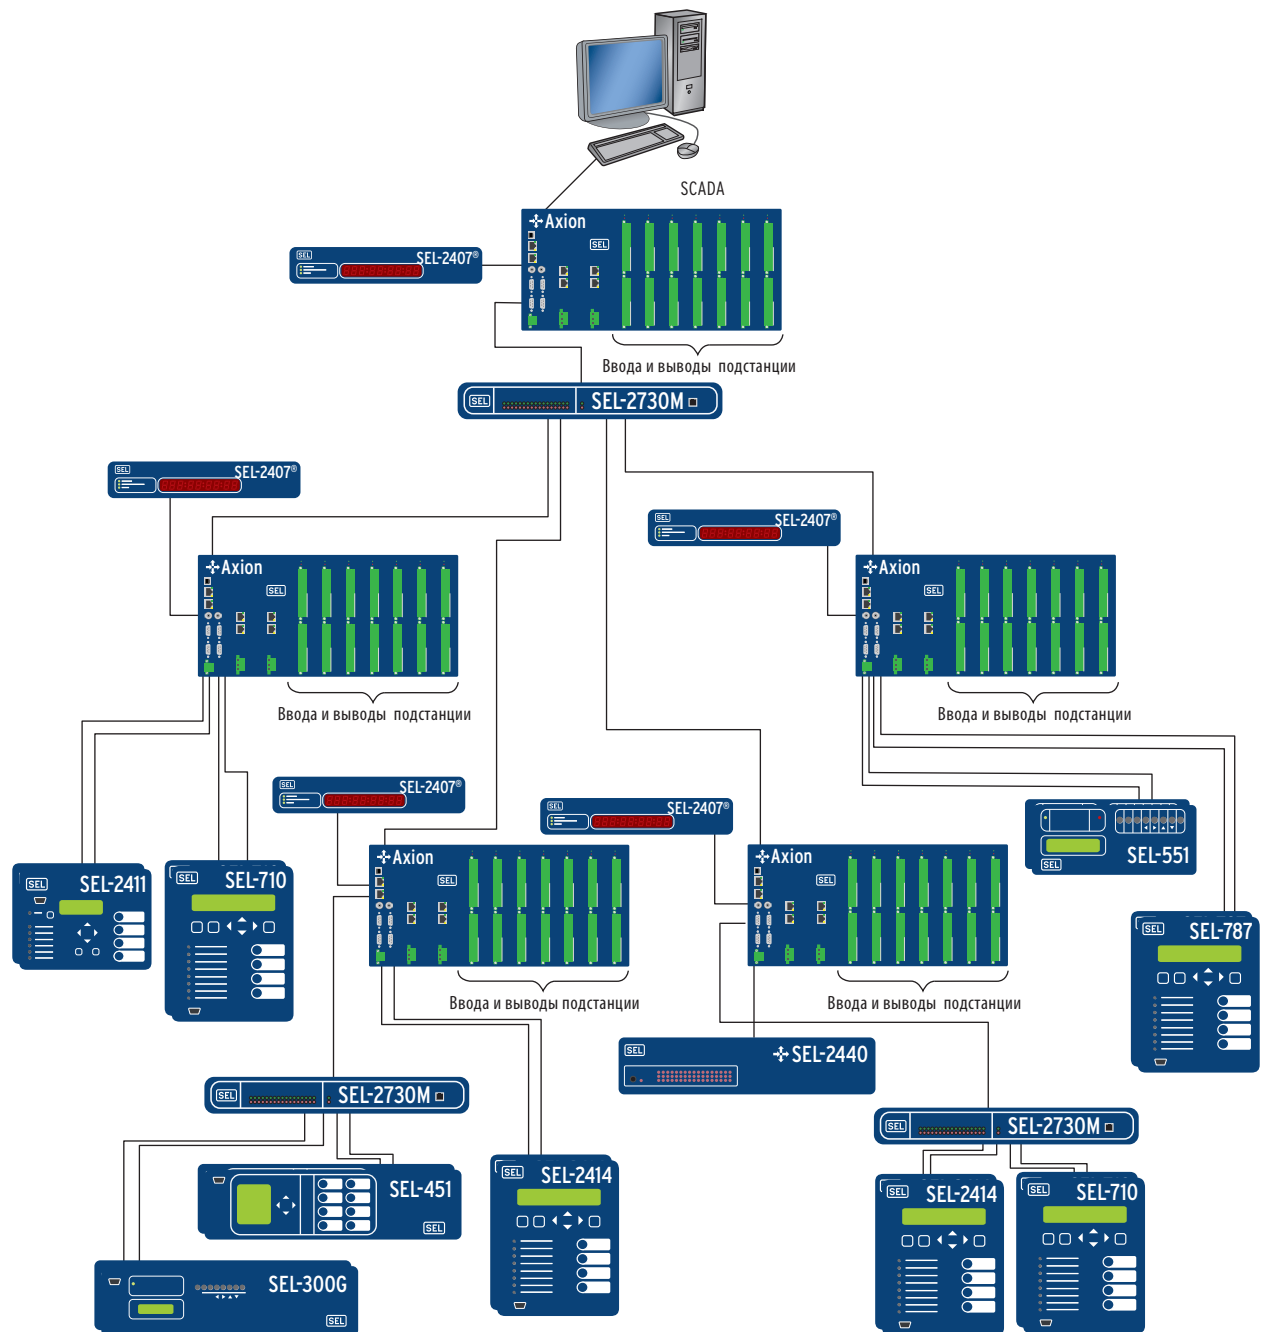 SCADA
Axion
SEL
SEL
SEL-2407®
Ввода и выводы подстанции
SEL
SEL-2730M
SEL
SEL-2407®
SEL
SEL-2407®
Axion
SEL
Axion
SEL
Ввода и выводы подстанции
Ввода и выводы подстанции
SEL
SEL-2407®
SEL
SEL-2407®
SEL-551
SEL
Axion
SEL
Axion
SEL
SEL
SEL-2411
SEL
SEL-710
SEL
SEL-787
Ввода и выводы подстанции
Ввода и выводы подстанции
SEL
SEL-2440
SEL
SEL-2730M
SEL
SEL-2730M
SEL-451
SEL
SEL
SEL-2414
SEL
SEL-2414
SEL
SEL-710
SEL-300G
SEL